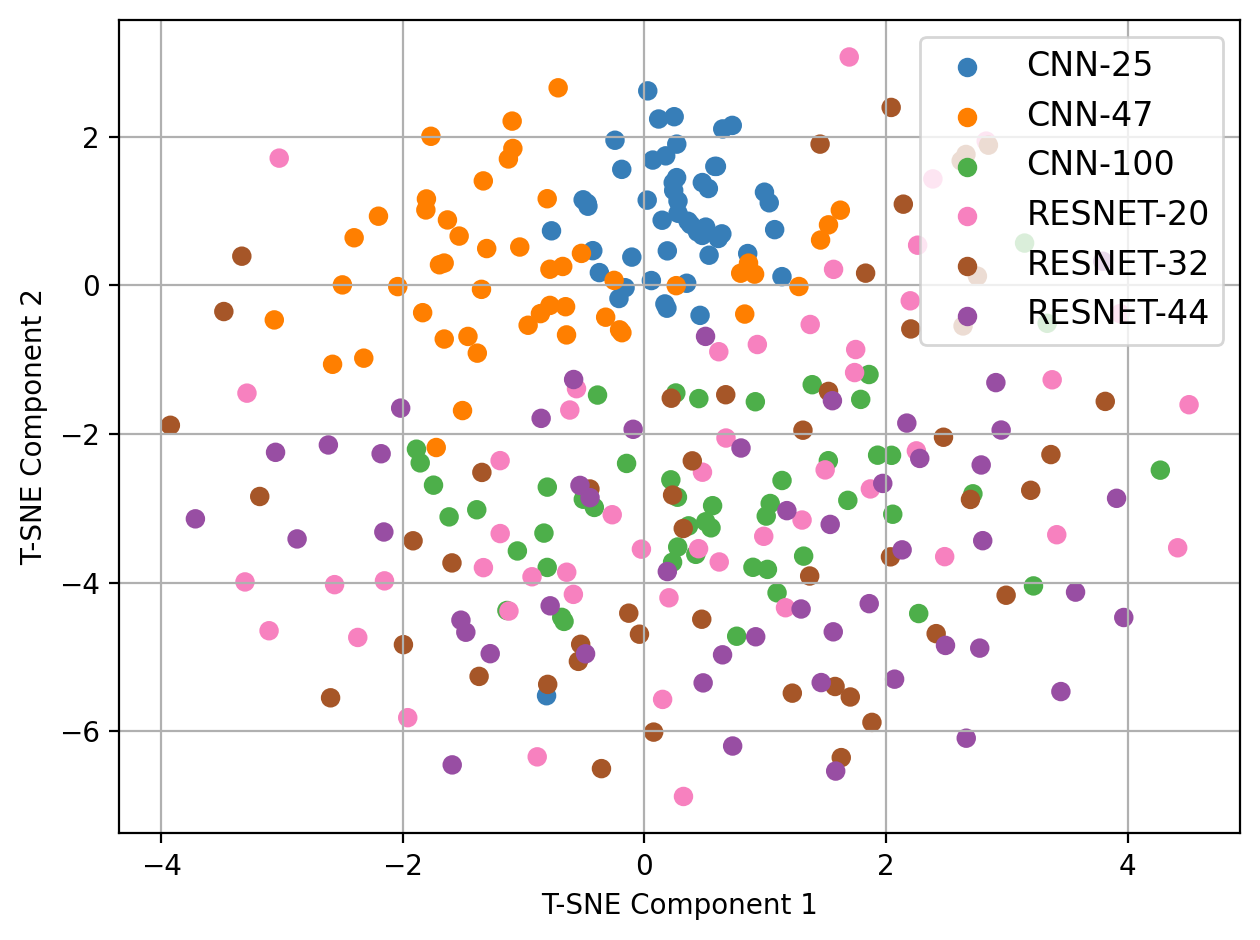 CNN-25
CNN-47
CNN-100
RESNET-20
RESNET-32
RESNET-44
2
0
−2
−4
−6
T-SNE Component 2
−4 −2 0 2 4
T-SNE Component 1